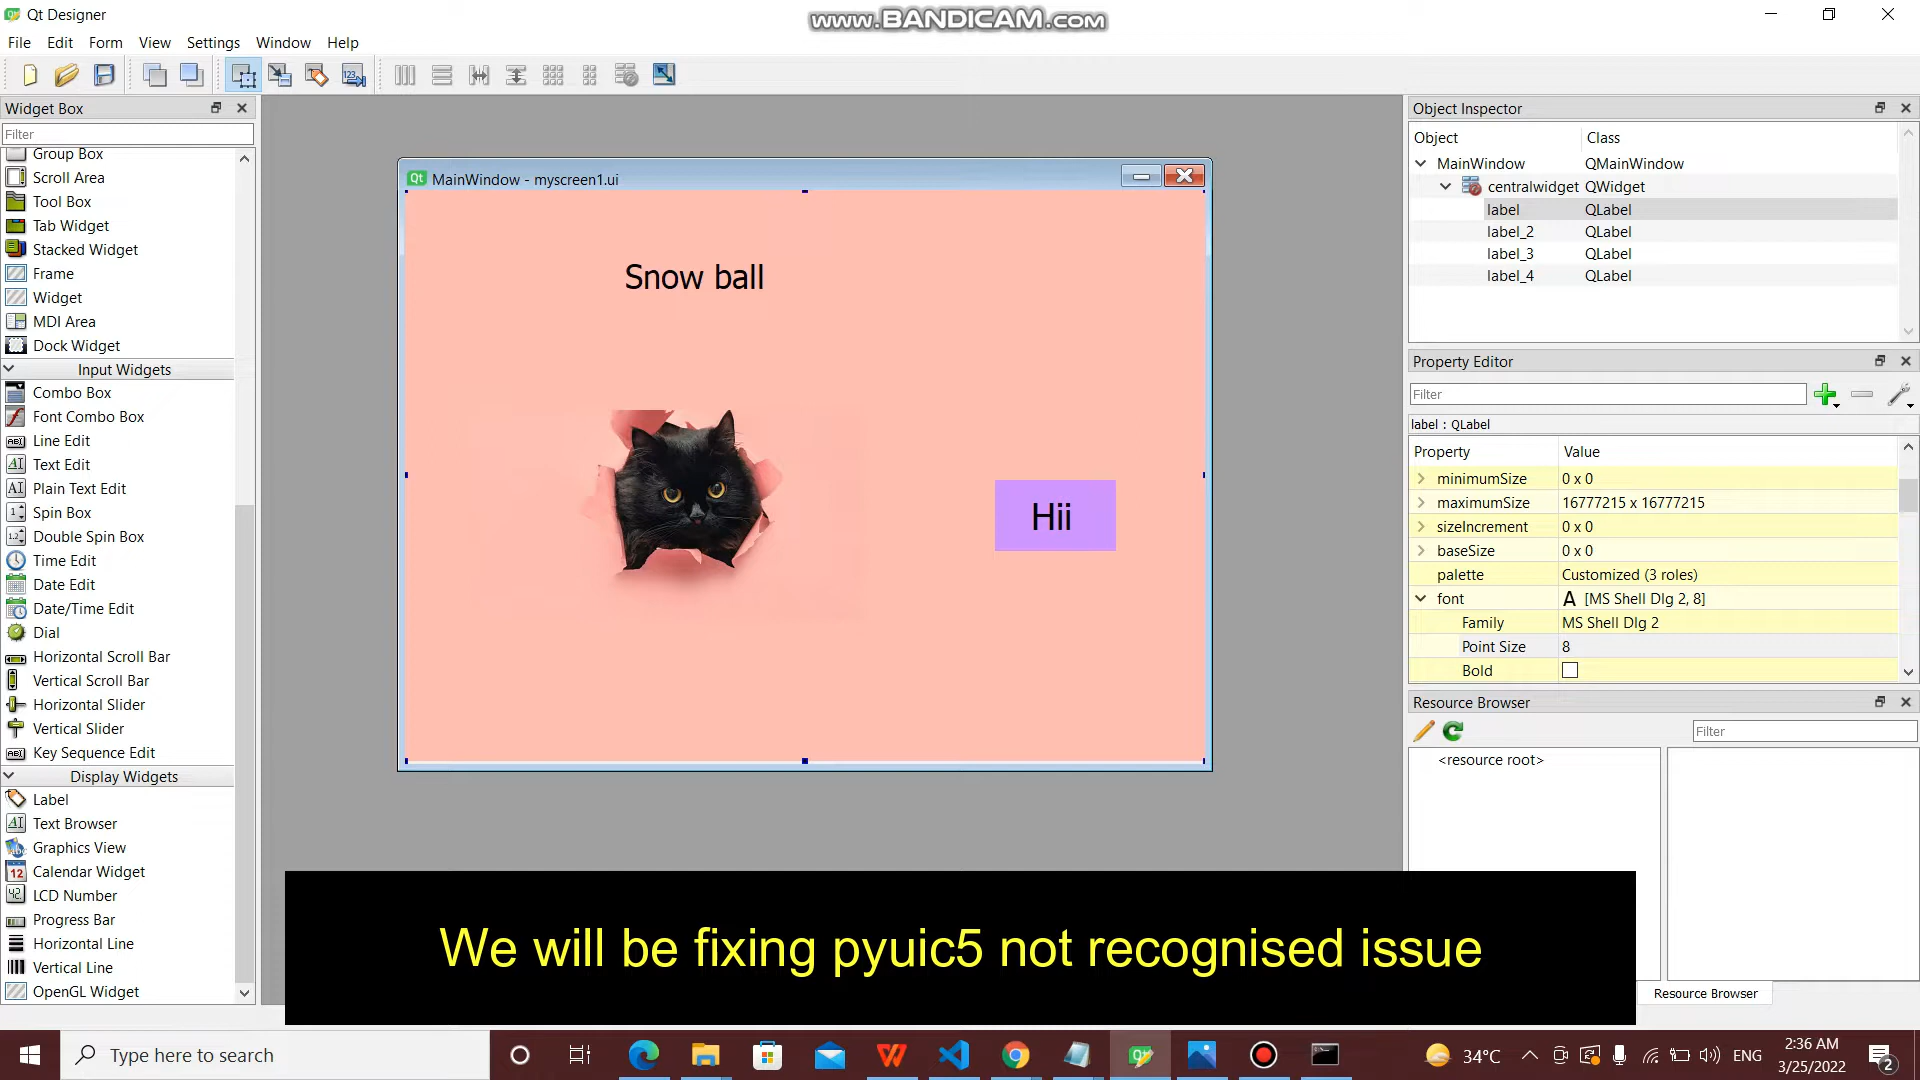 Qt Designer
www.BANDICAM.com
File Edit Form View Settings Window Help
Widget Box
Filter
Group Box
Scroll Area
Tool Box
Tab Widget
Stacked Widget
Frame
Widget
MDI Area
Dock Widget
Input Widgets
Combo Box
Font Combo Box
Line Edit
Text Edit
Plain Text Edit
Spin Box
Double Spin Box
Time Edit
Date Edit
Date/Time Edit
Dial
Horizontal Scroll Bar
Vertical Scroll Bar
Horizontal Slider
Vertical Slider
Key Sequence Edit
Display Widgets
Label
Text Browser
Graphics View
Calendar Widget
LCD Number
Progress Bar
Horizontal Line
Vertical Line
OpenGL Widget
MainWindow - myscreen1.ui
Snow ball
Hii
Object Inspector
Object Class
MainWindow QMainWindow
centralwidget QWidget
label QLabel
label_2 QLabel
label_3 QLabel
label_4 QLabel
Property Editor
Filter
label : QLabel
Property Value
minimumSize 0 x 0
maximumSize 16777215 x 16777215
sizeIncrement 0 x 0
baseSize 0 x 0
palette Customized (3 roles)
font A [MS Shell Dlg 2, 8]
Family MS Shell Dlg 2
Point Size 8
Bold
Resource Browser
Filter
<resource root>
Resource Browser
We will be fixing pyuic5 not recognised issue
Type here to search
34°C
ENG
2:36 AM
3/25/2022
2